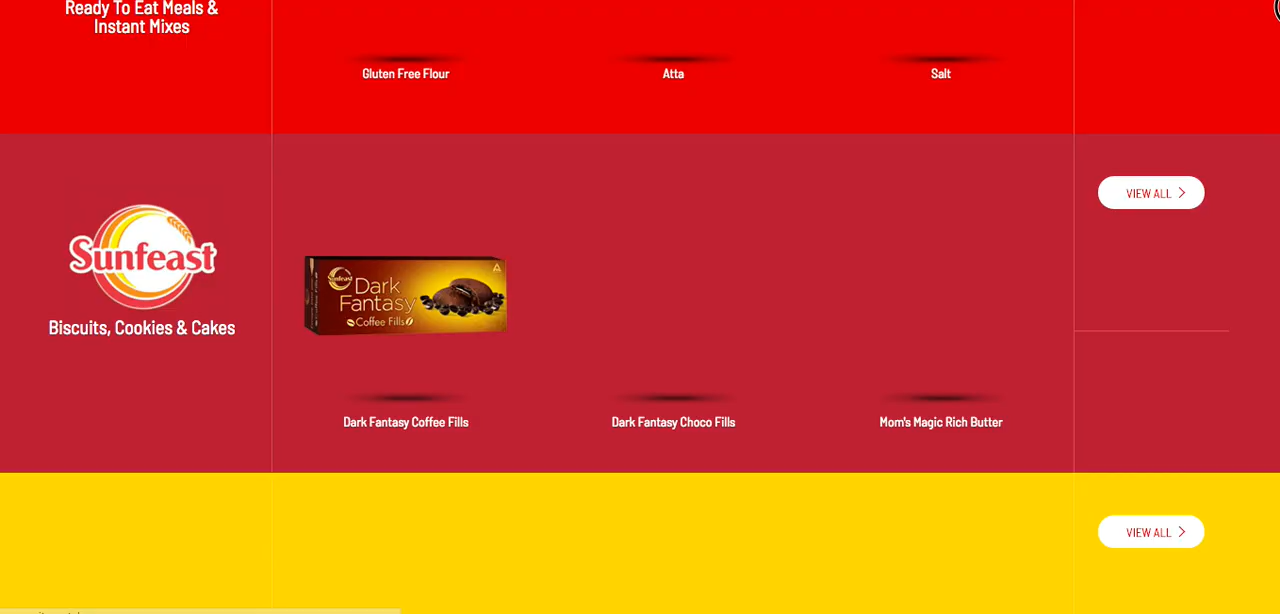 Ready To Eat Meals &
Instant Mixes
Gluten Free Flour
Atta
Salt
VIEW ALL
Sunfeast
Sunfeast
Dark
Fantasy
Coffee Fills
Biscuits, Cookies & Cakes
Dark Fantasy Coffee Fills
Dark Fantasy Choco Fills
Mom's Magic Rich Butter
VIEW ALL